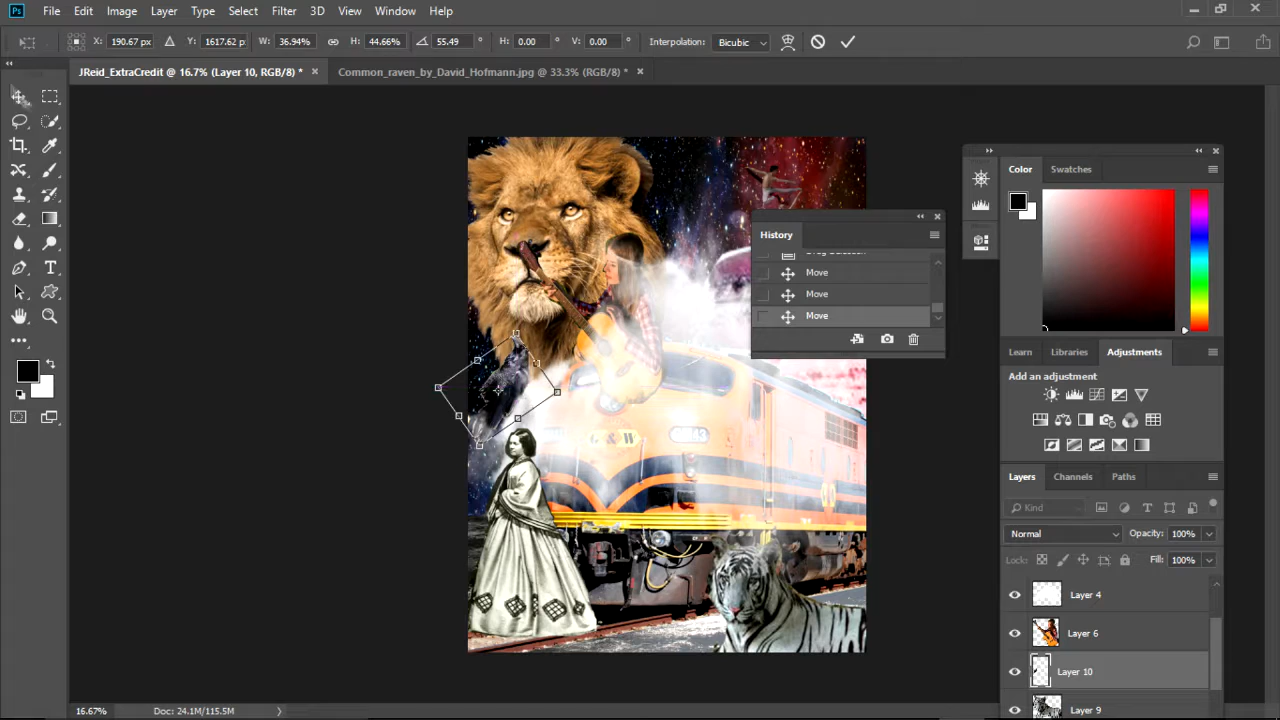 Ps File Edit Image Layer Type Select Filter 3D View Window Help
X: 190.67 px Y: 1617.62 p W: 36.94% H: 44.66% 55.49 ° H: 0.00 ° V: 0.00 ° Interpolation: Bicubic
JReid_ExtraCredit @ 16.7% (Layer 10, RGB/8) * Common_raven_by_David_Hofmann.jpg @ 33.3% (RGB/8) *
Color Swatches
History
Move
Move
Move
Learn Libraries Adjustments
Add an adjustment
G & W 43
Layers Channels Paths
Kind
Normal Opacity: 100%
Lock: Fill: 100%
Layer 4
Layer 6
Layer 10
Layer 9
16.67% Doc: 24.1M/115.5M